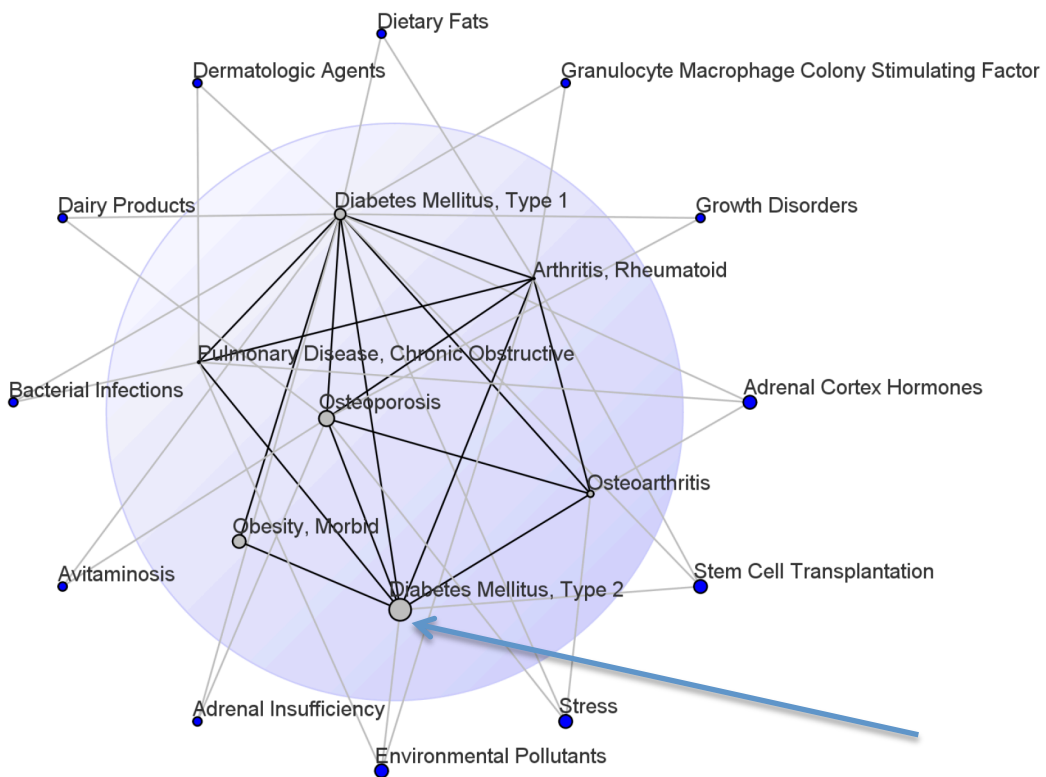 Dietary Fats
Dermatologic Agents
Granulocyte Macrophage Colony Stimulating Factor
Diabetes Mellitus, Type 1
Dairy Products
Growth Disorders
Arthritis, Rheumatoid
Pulmonary Disease, Chronic Obstructive
Bacterial Infections
Adrenal Cortex Hormones
Osteoporosis
Osteoarthritis
Obesity, Morbid
Avitaminosis
Stem Cell Transplantation
Diabetes Mellitus, Type 2
Adrenal Insufficiency
Stress
Environmental Pollutants